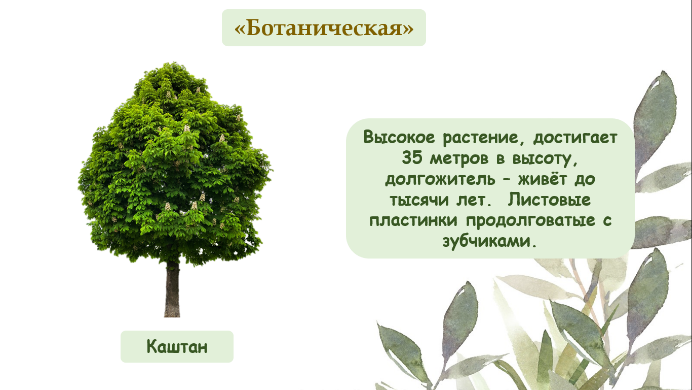 «Ботаническая»
Высокое растение, достигает
35 метров в высоту,
долгожитель – живёт до
тысячи лет. Листовые
пластинки продолговатые с
зубчиками.
Каштан